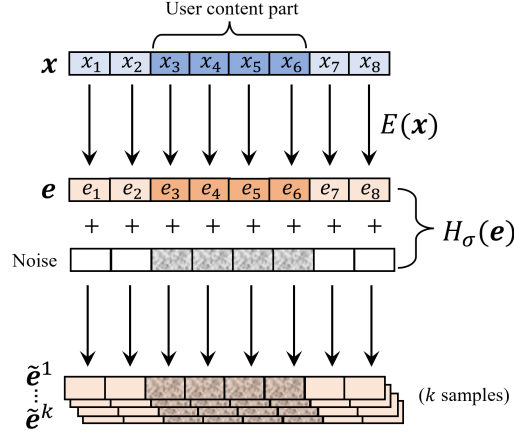 User content part
x x₁ x₂ x₃ x₄ x₅ x₆ x₇ x₈
E(x)
e e₁ e₂ e₃ e₄ e₅ e₆ e₇ e₈
+ + + + + + + +
H_σ(e)
Noise
ẽ¹
⋮
ẽᵏ
(k samples)